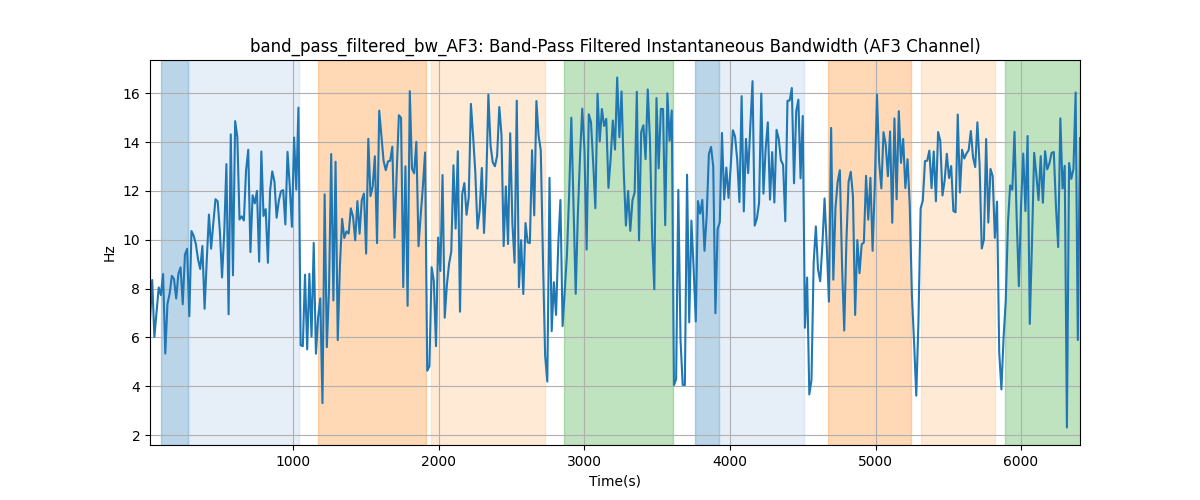 band_pass_filtered_bw_AF3: Band-Pass Filtered Instantaneous Bandwidth (AF3 Channel)
Hz
16
14
12
10
8
6
4
2
1000 2000 3000 4000 5000 6000
Time(s)